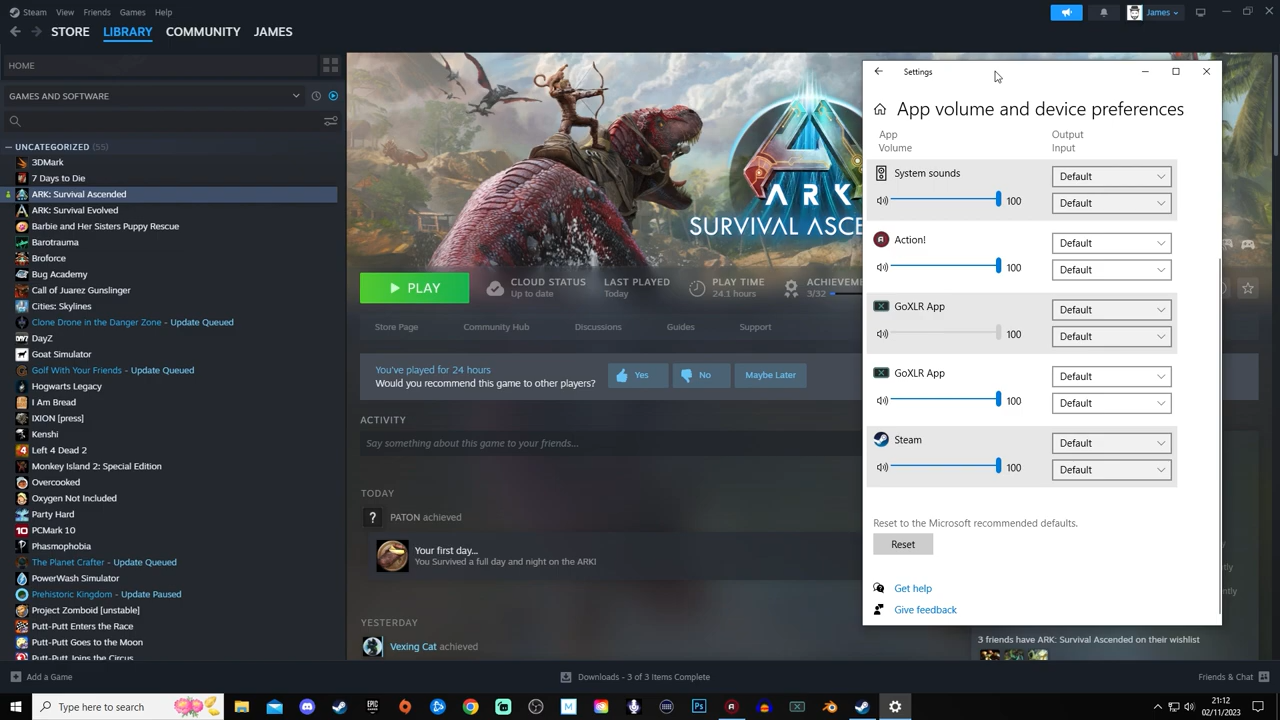 Steam View Friends Games Help
James
STORE LIBRARY COMMUNITY JAMES
HOME
GAMES AND SOFTWARE
UNCATEGORIZED (55)
3DMark
7 Days to Die
ARK: Survival Ascended
ARK: Survival Evolved
Barbie and Her Sisters Puppy Rescue
Barotrauma
Broforce
Bug Academy
Call of Juarez Gunslinger
Cities: Skylines
Clone Drone in the Danger Zone - Update Queued
DayZ
Goat Simulator
Golf With Your Friends - Update Queued
Hogwarts Legacy
I Am Bread
IXION [press]
Kenshi
Left 4 Dead 2
Monkey Island 2: Special Edition
Overcooked
Oxygen Not Included
Party Hard
PCMark 10
Phasmophobia
The Planet Crafter - Update Queued
PowerWash Simulator
Prehistoric Kingdom - Update Paused
Project Zomboid [unstable]
Putt-Putt Enters the Race
Putt-Putt Goes to the Moon
Putt-Putt Joins the Circus
Add a Game
ARK
SURVIVAL ASCE
PLAY
CLOUD STATUS
Up to date
LAST PLAYED
Today
PLAY TIME
24.1 hours
ACHIEVEM
3/32
Store Page Community Hub Discussions Guides Support
You've played for 24 hours
Would you recommend this game to other players?
Yes No Maybe Later
ACTIVITY
Say something about this game to your friends...
TODAY
? PATON achieved
Your first day...
You Survived a full day and night on the ARK!
YESTERDAY
Vexing Cat achieved
3 friends have ARK: Survival Ascended on their wishlist
Downloads - 3 of 3 Items Complete
Friends & Chat
Settings
App volume and device preferences
App
Volume
Output
Input
System sounds
Default
100
Default
Action!
Default
100
Default
GoXLR App
Default
100
Default
GoXLR App
Default
100
Default
Steam
Default
100
Default
Reset to the Microsoft recommended defaults.
Reset
Get help
Give feedback
Type here to search
21:12
02/11/2023